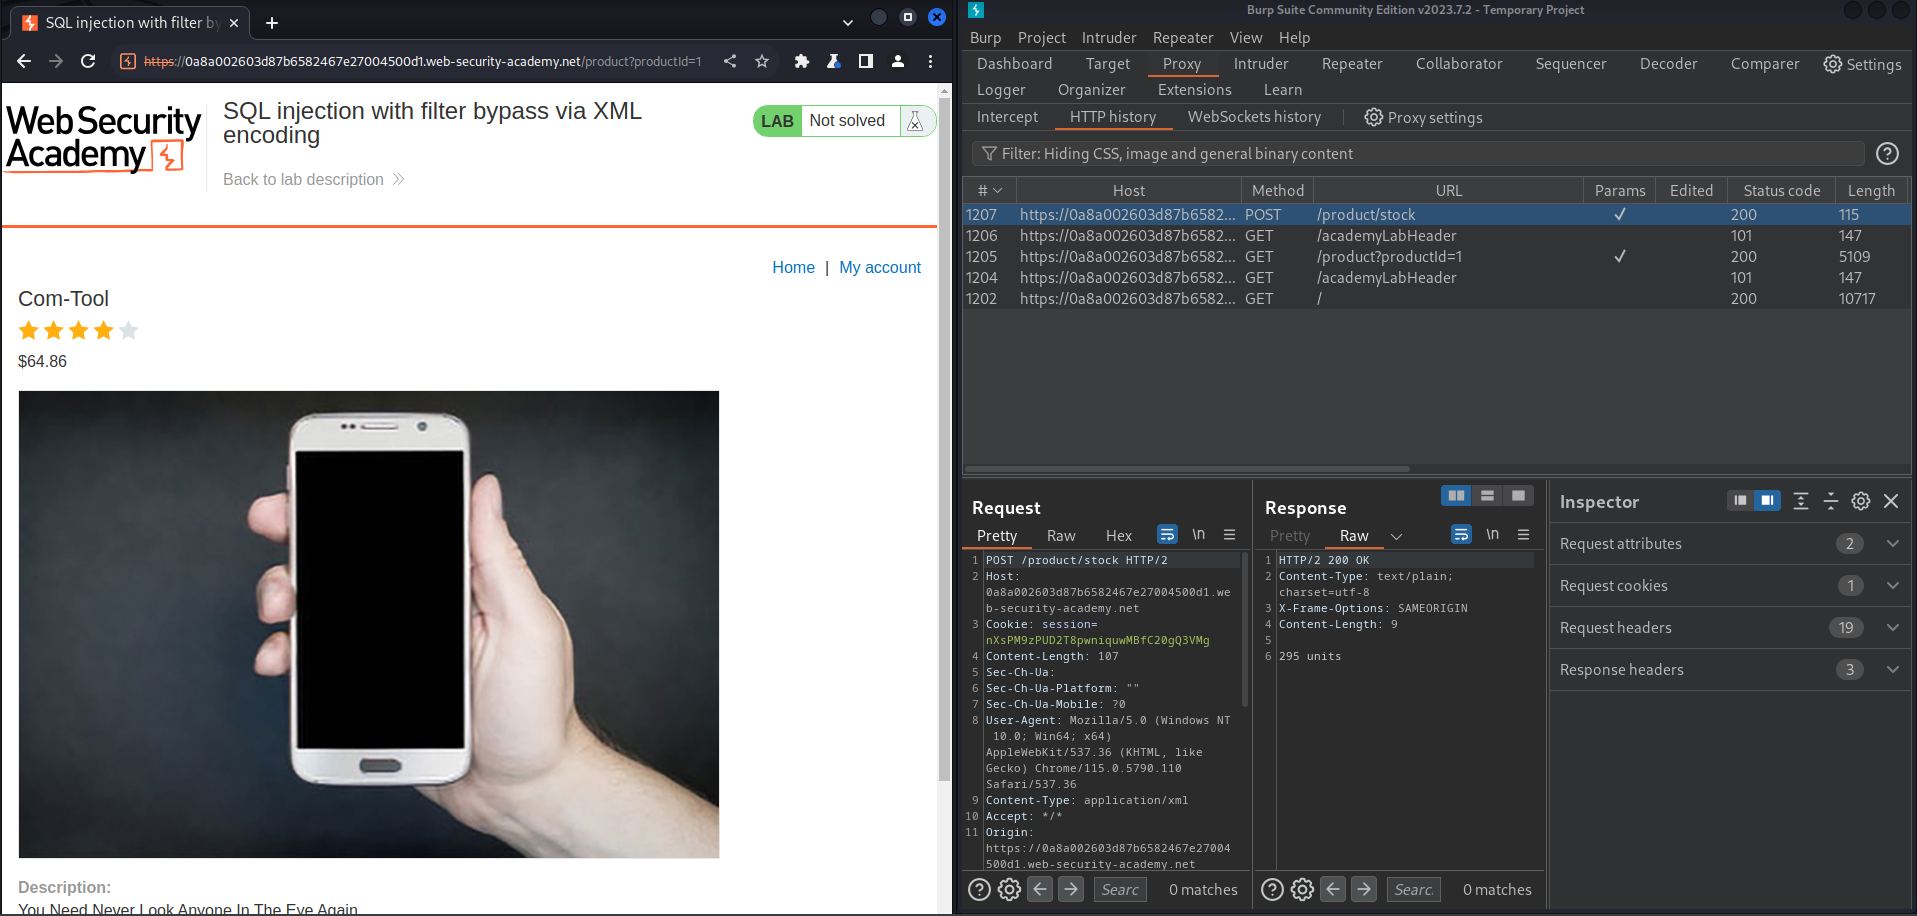 SQL injection with filter by
https://0a8a002603d87b6582467e27004500d1.web-security-academy.net/product?productId=1
Web Security
Academy
SQL injection with filter bypass via XML
encoding
Back to lab description
LAB Not solved
Home | My account
Com-Tool
$64.86
Description:
You Need Never Look Anyone In The Eye Again
Burp Suite Community Edition v2023.7.2 - Temporary Project
Burp Project Intruder Repeater View Help
Dashboard Target Proxy Intruder Repeater Collaborator Sequencer Decoder Comparer Settings
Logger Organizer Extensions Learn
Intercept HTTP history WebSockets history Proxy settings
Filter: Hiding CSS, image and general binary content
# Host Method URL Params Edited Status code Length
1207 https://0a8a002603d87b6582... POST /product/stock ✓ 200 115
1206 https://0a8a002603d87b6582... GET /academyLabHeader 101 147
1205 https://0a8a002603d87b6582... GET /product?productId=1 ✓ 200 5109
1204 https://0a8a002603d87b6582... GET /academyLabHeader 101 147
1202 https://0a8a002603d87b6582... GET / 200 10717
Request
Pretty Raw Hex \n
1 POST /product/stock HTTP/2
2 Host:
0a8a002603d87b6582467e27004500d1.we
b-security-academy.net
3 Cookie: session=
nXsPM9zPUD2T8pwniquwMBfC20gQ3VMg
4 Content-Length: 107
5 Sec-Ch-Ua:
6 Sec-Ch-Ua-Platform: ""
7 Sec-Ch-Ua-Mobile: ?0
8 User-Agent: Mozilla/5.0 (Windows NT
10.0; Win64; x64)
AppleWebKit/537.36 (KHTML, like
Gecko) Chrome/115.0.5790.110
Safari/537.36
9 Content-Type: application/xml
10 Accept: */*
11 Origin:
https://0a8a002603d87b6582467e27004
500d1.web-security-academy.net
Searc 0 matches
Response
Pretty Raw \n
1 HTTP/2 200 OK
2 Content-Type: text/plain;
charset=utf-8
3 X-Frame-Options: SAMEORIGIN
4 Content-Length: 9
5
6 295 units
Searc 0 matches
Inspector
Request attributes 2
Request cookies 1
Request headers 19
Response headers 3